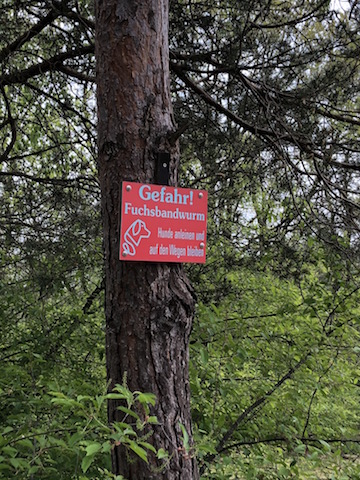 Gefahr!
Fuchsbandwurm
Hunde anleinen und
auf den Wegen bleiben